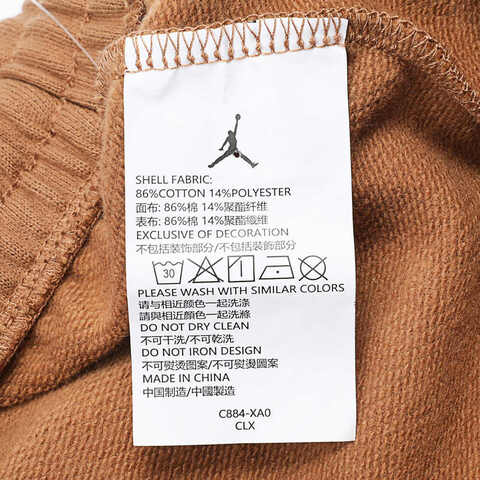 SHELL FABRIC:
86%COTTON 14%POLYESTER
面布: 86%棉 14%聚酯纤维
表布: 86%棉 14%聚酯纖維
EXCLUSIVE OF DECORATION
不包括装饰部分/不包括裝飾部分
30
PLEASE WASH WITH SIMILAR COLORS
请与相近颜色一起洗涤
請與相近顏色一起洗滌
DO NOT DRY CLEAN
不可干洗/不可乾洗
DO NOT IRON DESIGN
不可熨烫图案/不可熨燙圖案
MADE IN CHINA
中国制造/中國製造
C884-XA0
CLX